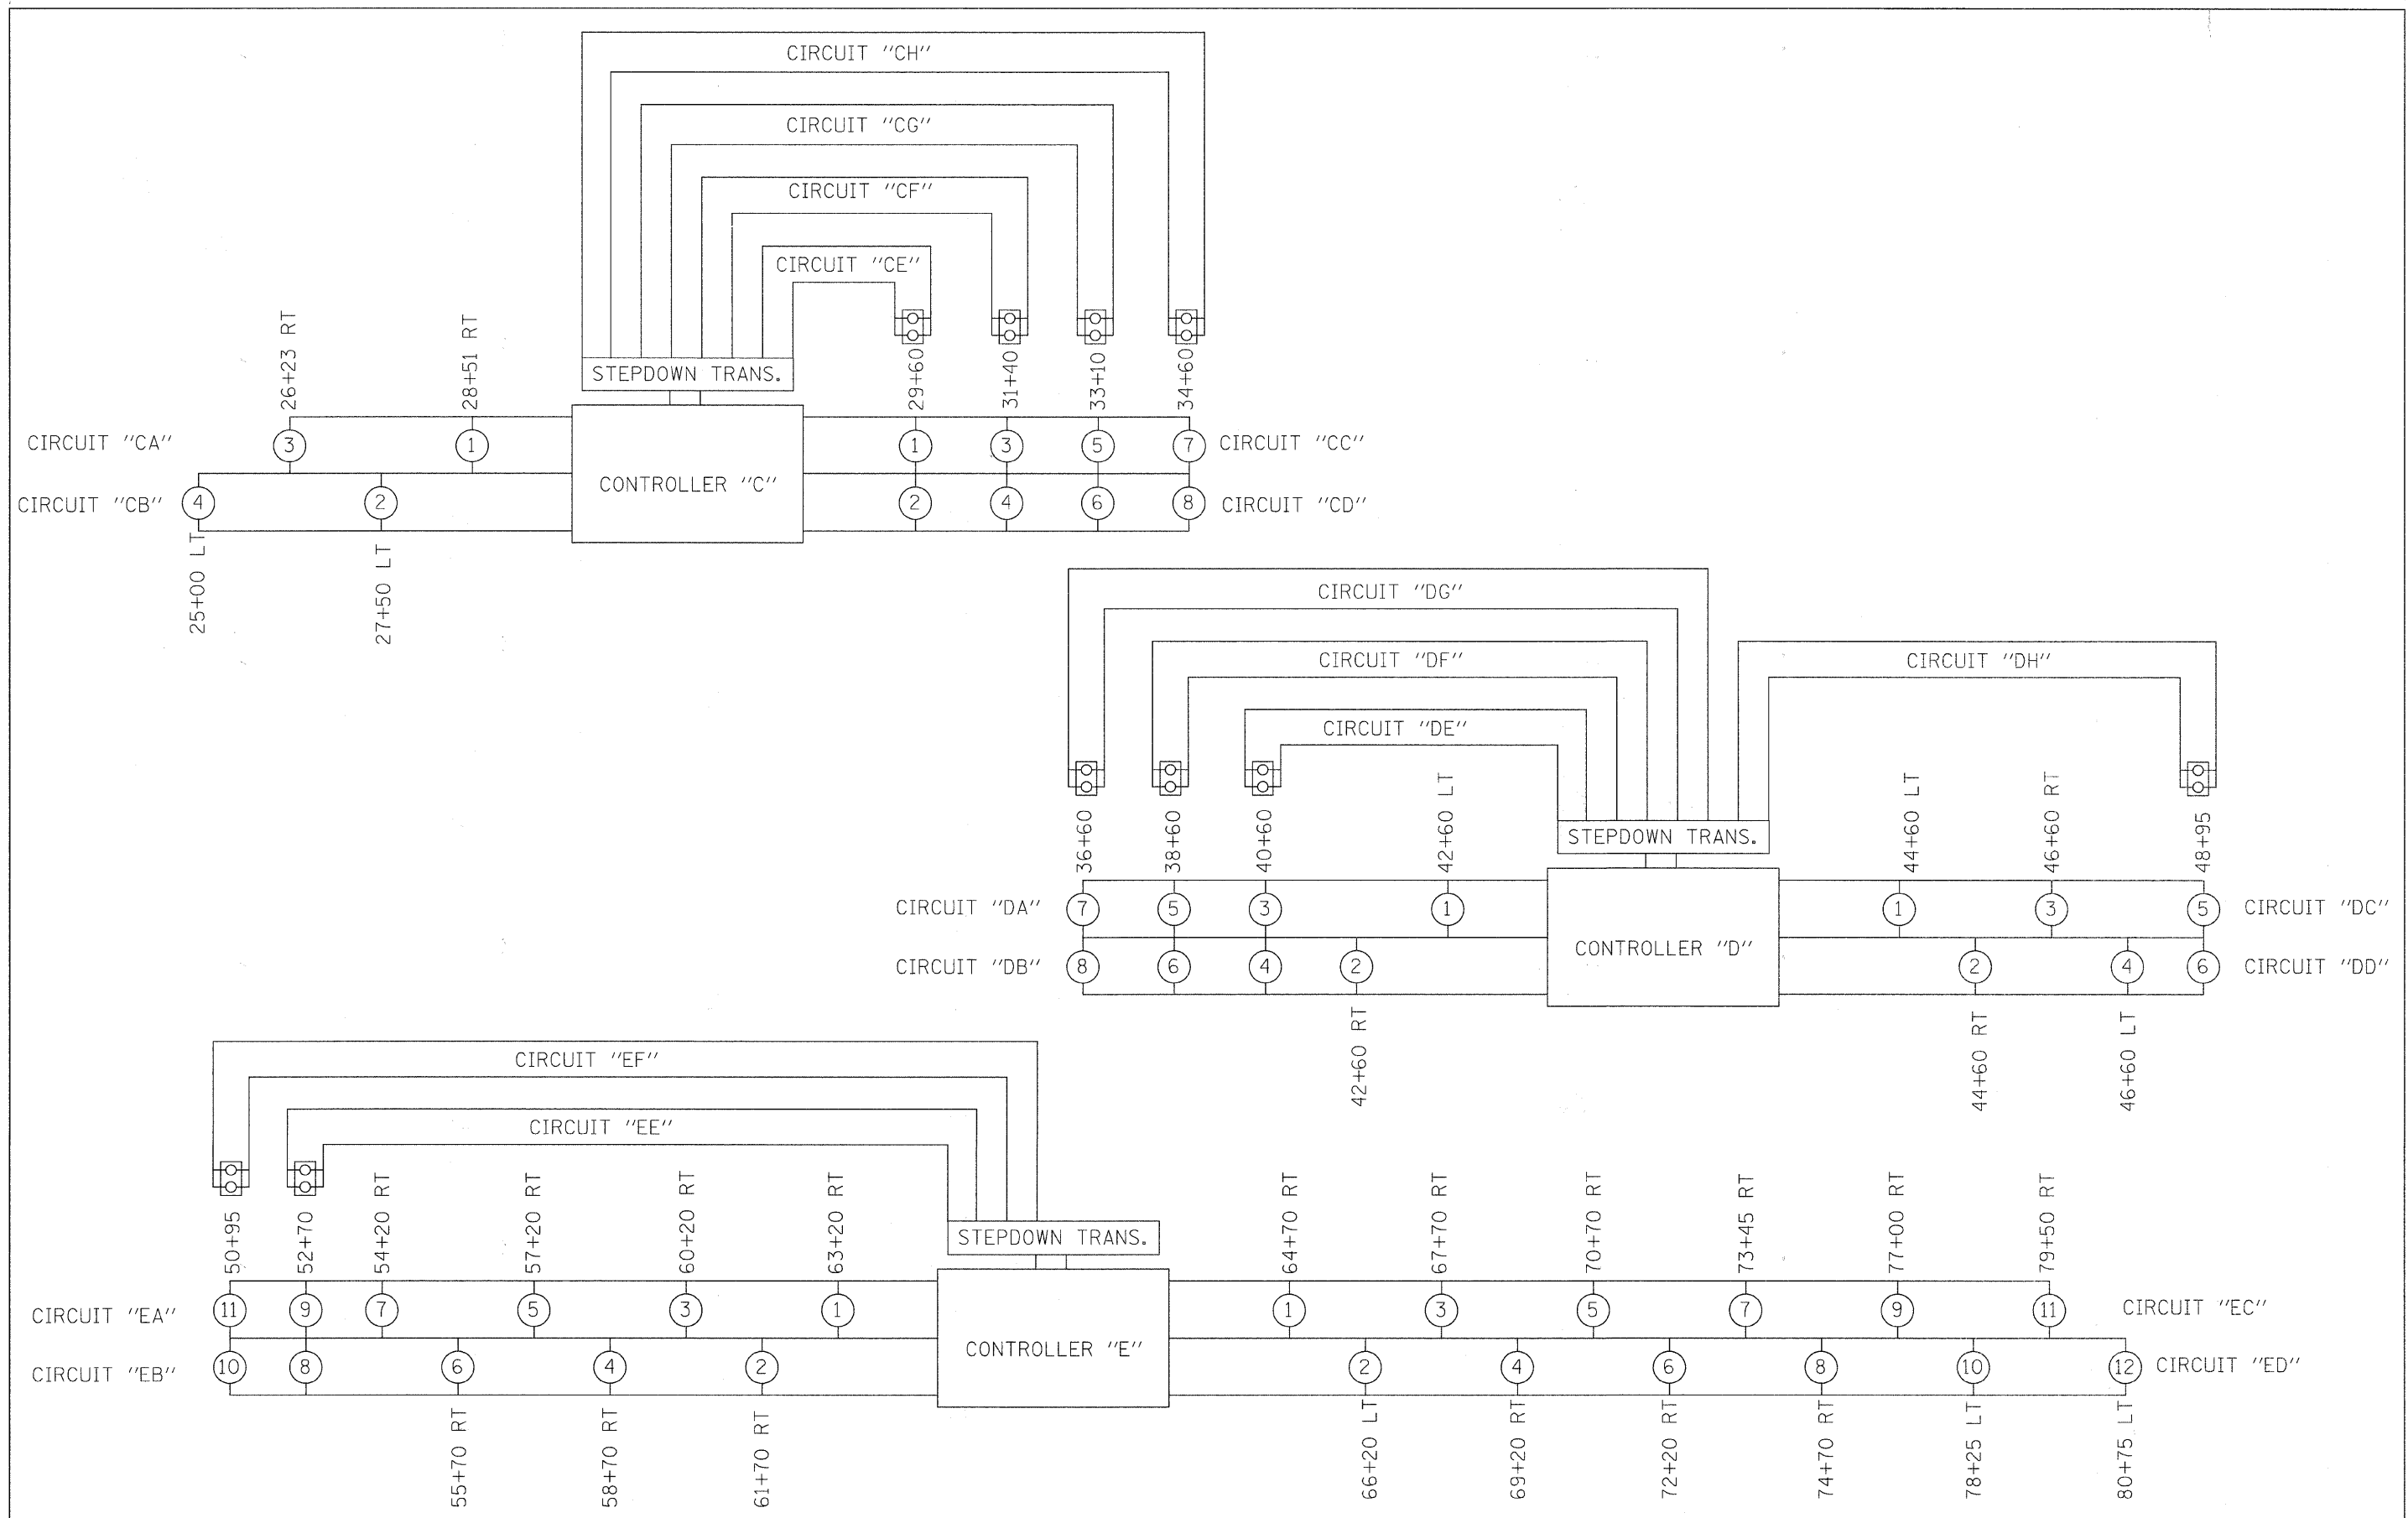 CIRCUIT "CH"
CIRCUIT "CG"
CIRCUIT "CF"
CIRCUIT "CE"
STEPDOWN TRANS.
26+23 RT
28+51 RT
29+60
31+40
33+10
34+60
CIRCUIT "CA"
3
1
CONTROLLER "C"
1
3
5
7
CIRCUIT "CC"
CIRCUIT "CB"
4
2
2
4
6
8
CIRCUIT "CD"
25+00 LT
27+50 LT
CIRCUIT "DG"
CIRCUIT "DF"
CIRCUIT "DH"
CIRCUIT "DE"
36+60
38+60
40+60
42+60 LT
STEPDOWN TRANS.
44+60 LT
46+60 RT
48+95
CIRCUIT "DA"
7
5
3
1
CONTROLLER "D"
1
3
5
CIRCUIT "DC"
CIRCUIT "DB"
8
6
4
2
2
4
6
CIRCUIT "DD"
42+60 RT
44+60 RT
46+60 LT
CIRCUIT "EF"
CIRCUIT "EE"
50+95
52+70
54+20 RT
57+20 RT
60+20 RT
63+20 RT
STEPDOWN TRANS.
64+70 RT
67+70 RT
70+70 RT
73+45 RT
77+00 RT
79+50 RT
CIRCUIT "EA"
11
9
7
5
3
1
CONTROLLER "E"
1
3
5
7
9
11
CIRCUIT "EC"
CIRCUIT "EB"
10
8
6
4
2
2
4
6
8
10
12
CIRCUIT "ED"
55+70 RT
58+70 RT
61+70 RT
66+20 LT
69+20 RT
72+20 RT
74+70 RT
78+25 LT
80+75 LT